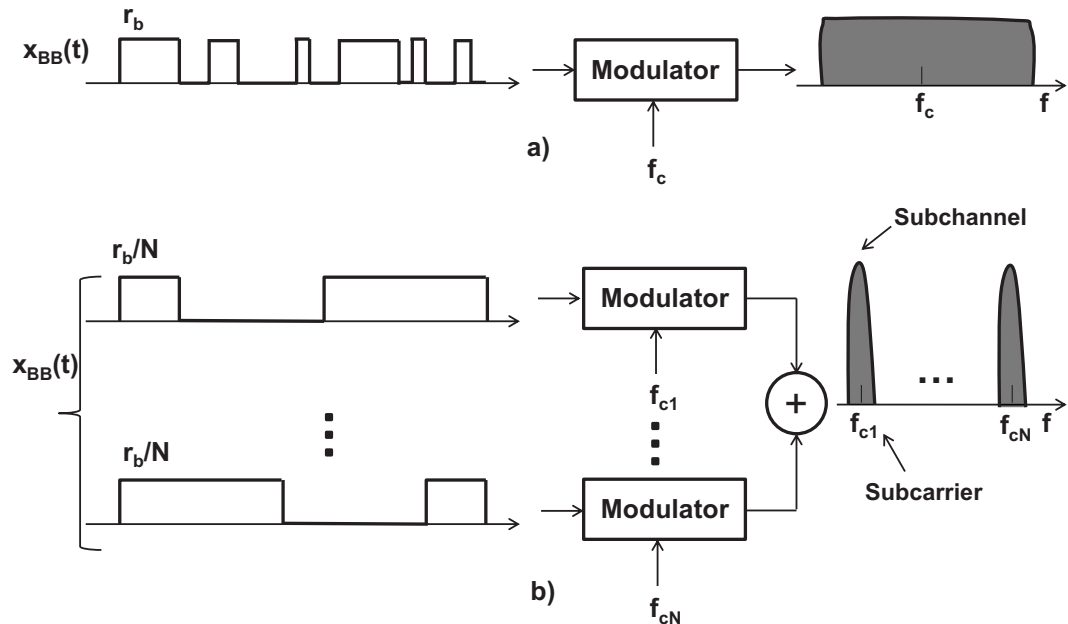 r_b
x_BB(t)
Modulator
f_c
f
f_c
a)
Subchannel
r_b/N
Modulator
x_BB(t)
f_c1
+
...
f_c1
f_cN
f
r_b/N
Modulator
Subcarrier
f_cN
b)